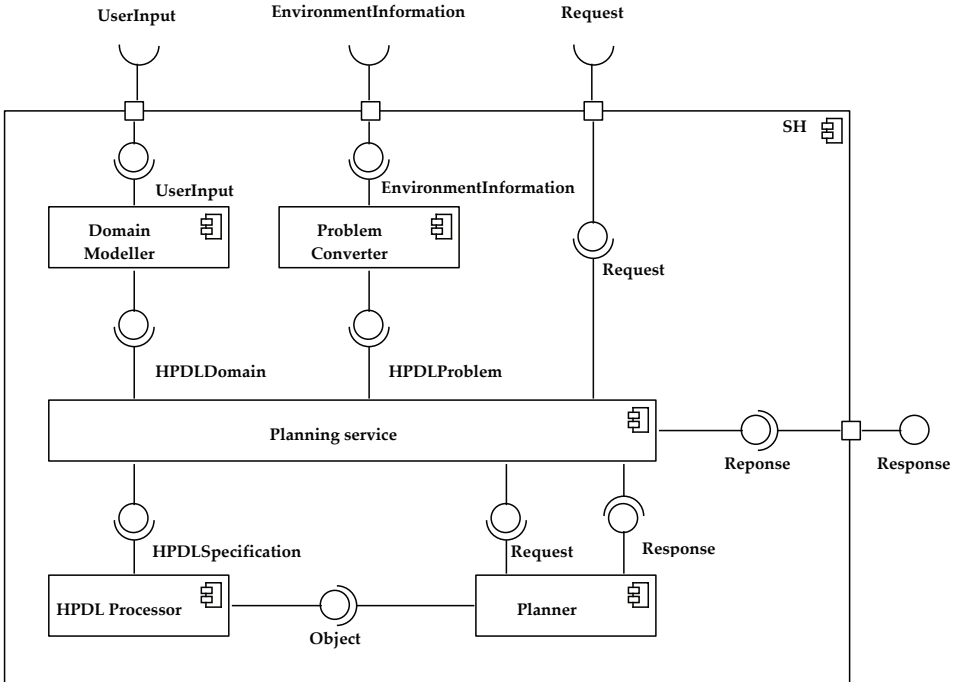 UserInput
EnvironmentInformation
Request
SH
UserInput
EnvironmentInformation
Domain
Modeller
Problem
Converter
Request
HPDLDomain
HPDLProblem
Planning service
Reponse
Response
HPDLSpecification
Request
Response
HPDL Processor
Object
Planner